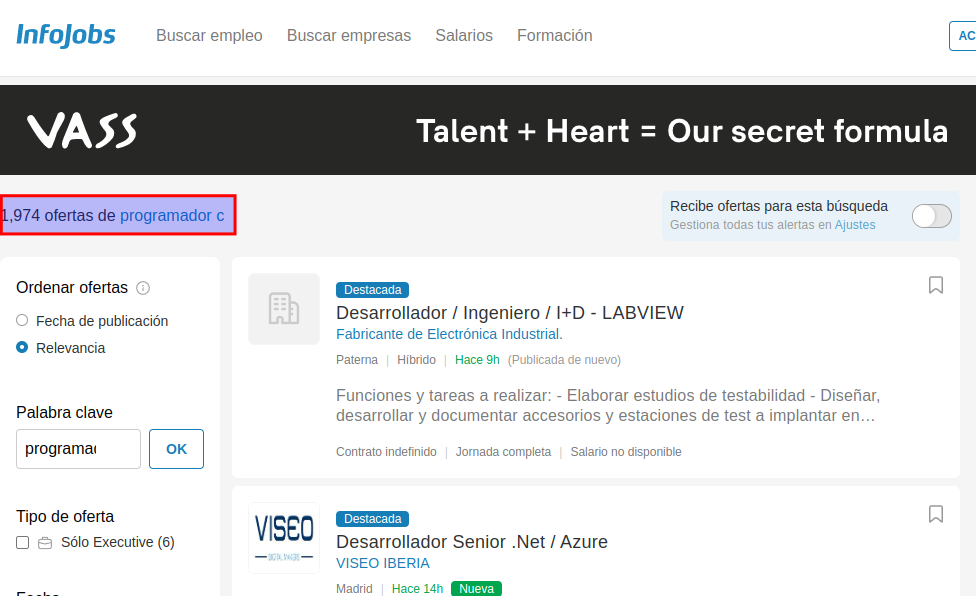 InfoJobs
Buscar empleo
Buscar empresas
Salarios
Formación
AC
VASS
Talent + Heart = Our secret formula
1,974 ofertas de programador c
Recibe ofertas para esta búsqueda
Gestiona todas tus alertas en Ajustes
Ordenar ofertas
Fecha de publicación
Relevancia
Palabra clave
programad
OK
Tipo de oferta
Sólo Executive (6)
Destacada
Desarrollador / Ingeniero / I+D - LABVIEW
Fabricante de Electrónica Industrial.
Paterna | Híbrido | Hace 9h (Publicada de nuevo)
Funciones y tareas a realizar: - Elaborar estudios de testabilidad - Diseñar,
desarrollar y documentar accesorios y estaciones de test a implantar en…
Contrato indefinido | Jornada completa | Salario no disponible
VISEO
Destacada
Desarrollador Senior .Net / Azure
VISEO IBERIA
Madrid | Hace 14h Nueva